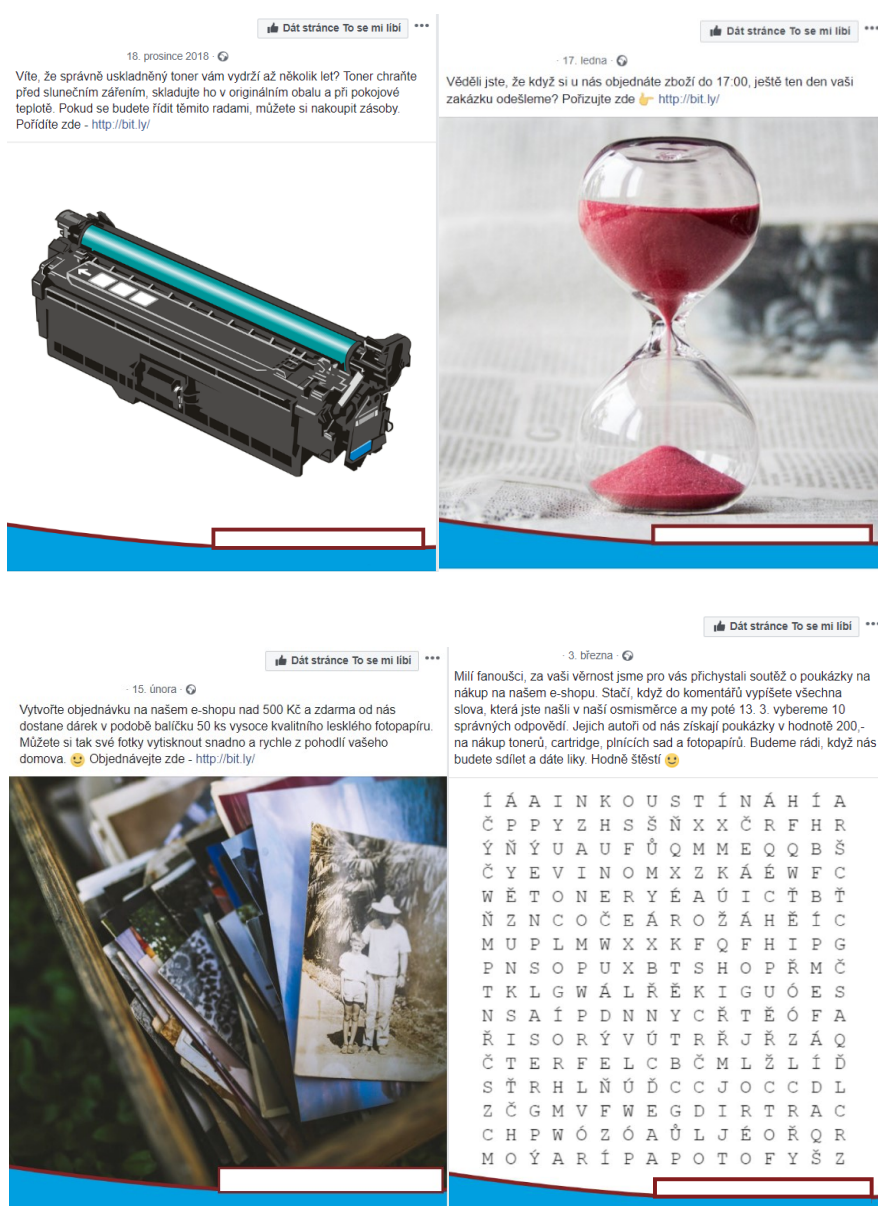 Dát stránce To se mi líbí
18. prosince 2018 ·
Víte, že správně uskladněný toner vám vydrží až několik let? Toner chraňte
před slunečním zářením, skladujte ho v originálním obalu a při pokojové
teplotě. Pokud se budete řídit těmito radami, můžete si nakoupit zásoby.
Pořídíte zde - http://bit.ly/
Dát stránce To se mi líbí
· 17. ledna ·
Věděli jste, že když si u nás objednáte zboží do 17:00, ještě ten den vaši
zakázku odešleme? Pořizujte zde 👉 http://bit.ly/
Dát stránce To se mi líbí
· 15. února ·
Vytvořte objednávku na našem e-shopu nad 500 Kč a zdarma od nás
dostane dárek v podobě balíčku 50 ks vysoce kvalitního lesklého fotopapíru.
Můžete si tak své fotky vytisknout snadno a rychle z pohodlí vašeho
domova. 🙂 Objednávejte zde - http://bit.ly/
Dát stránce To se mi líbí
· 3. března ·
Milí fanoušci, za vaši věrnost jsme pro vás přichystali soutěž o poukázky na
nákup na našem e-shopu. Stačí, když do komentářů vypíšete všechna
slova, která jste našli v naší osmisměrce a my poté 13. 3. vybereme 10
správných odpovědí. Jejich autoři od nás získají poukázky v hodnotě 200,-
na nákup tonerů, cartridge, plnících sad a fotopapírů. Budeme rádi, když nás
budete sdílet a dáte liky. Hodně štěstí 🙂
Í Á A I N K O U S T Í N Á H Í A
Č P P Y Z H S Š Ň X X Č R F H R
Ý Ň Ý U A U F Ů Q M M E Q Q B Š
Č Y E V I N O M X Z K Á É W F C
W Ě T O N E R Y É A Ú I C Ť B Ť
Ň Z N C O Č E Á R O Ž Á H Ě Í C
M U P L M W X X K F Q F H I P G
P N S O P U X B T S H O P Ř M Č
T K L G W Á L Ř Ě K I G U Ó E S
N S A Í P D N N Y C Ř T Ě Ó F A
Ř I S O R Ý V Ú T R Ř J Ř Z Á Q
Č T E R F E L C B Č M L Ž L Í Ď
S Ť R H L Ň Ú Ď C C J O C C D L
Z Č G M V F W E G D I R T R A C
C H P W Ó Z Ó A Ů L J É O Ř Q R
M O Ý A R Í P A P O T O F Y Š Z